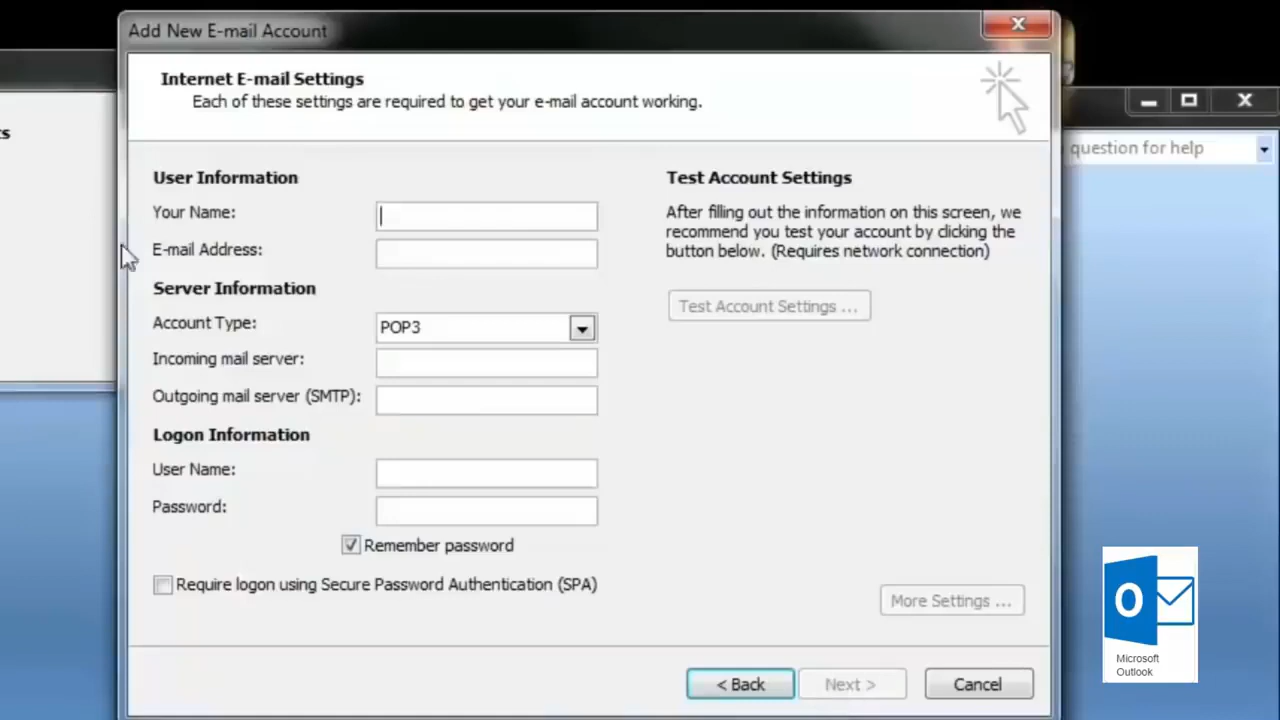 Add New E-mail Account
Internet E-mail Settings
Each of these settings are required to get your e-mail account working.
question for help
User Information
Your Name:
E-mail Address:
Server Information
Account Type:
POP3
Incoming mail server:
Outgoing mail server (SMTP):
Logon Information
User Name:
Password:
Remember password
Require logon using Secure Password Authentication (SPA)
Test Account Settings
After filling out the information on this screen, we
recommend you test your account by clicking the
button below. (Requires network connection)
Test Account Settings ...
More Settings ...
< Back
Next >
Cancel
O
Microsoft
Outlook